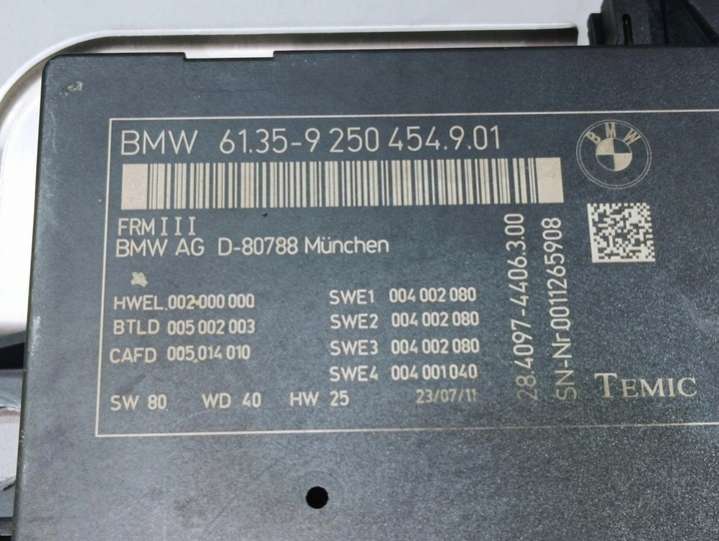 BMW 61.35-9 250 454.9.01
BMW
FRMIII
BMW AG D-80788 München
HWEL 002 000 000
BTLD 005 002 003
CAFD 005 014 010
SWE1 004 002 080
SWE2 004 002 080
SWE3 004 002 080
SWE4 004 001 040
SW 80 WD 40 HW 25 23/07/11
28.4097-4406.3.00
SN-Nr.0011265908
TEMIC